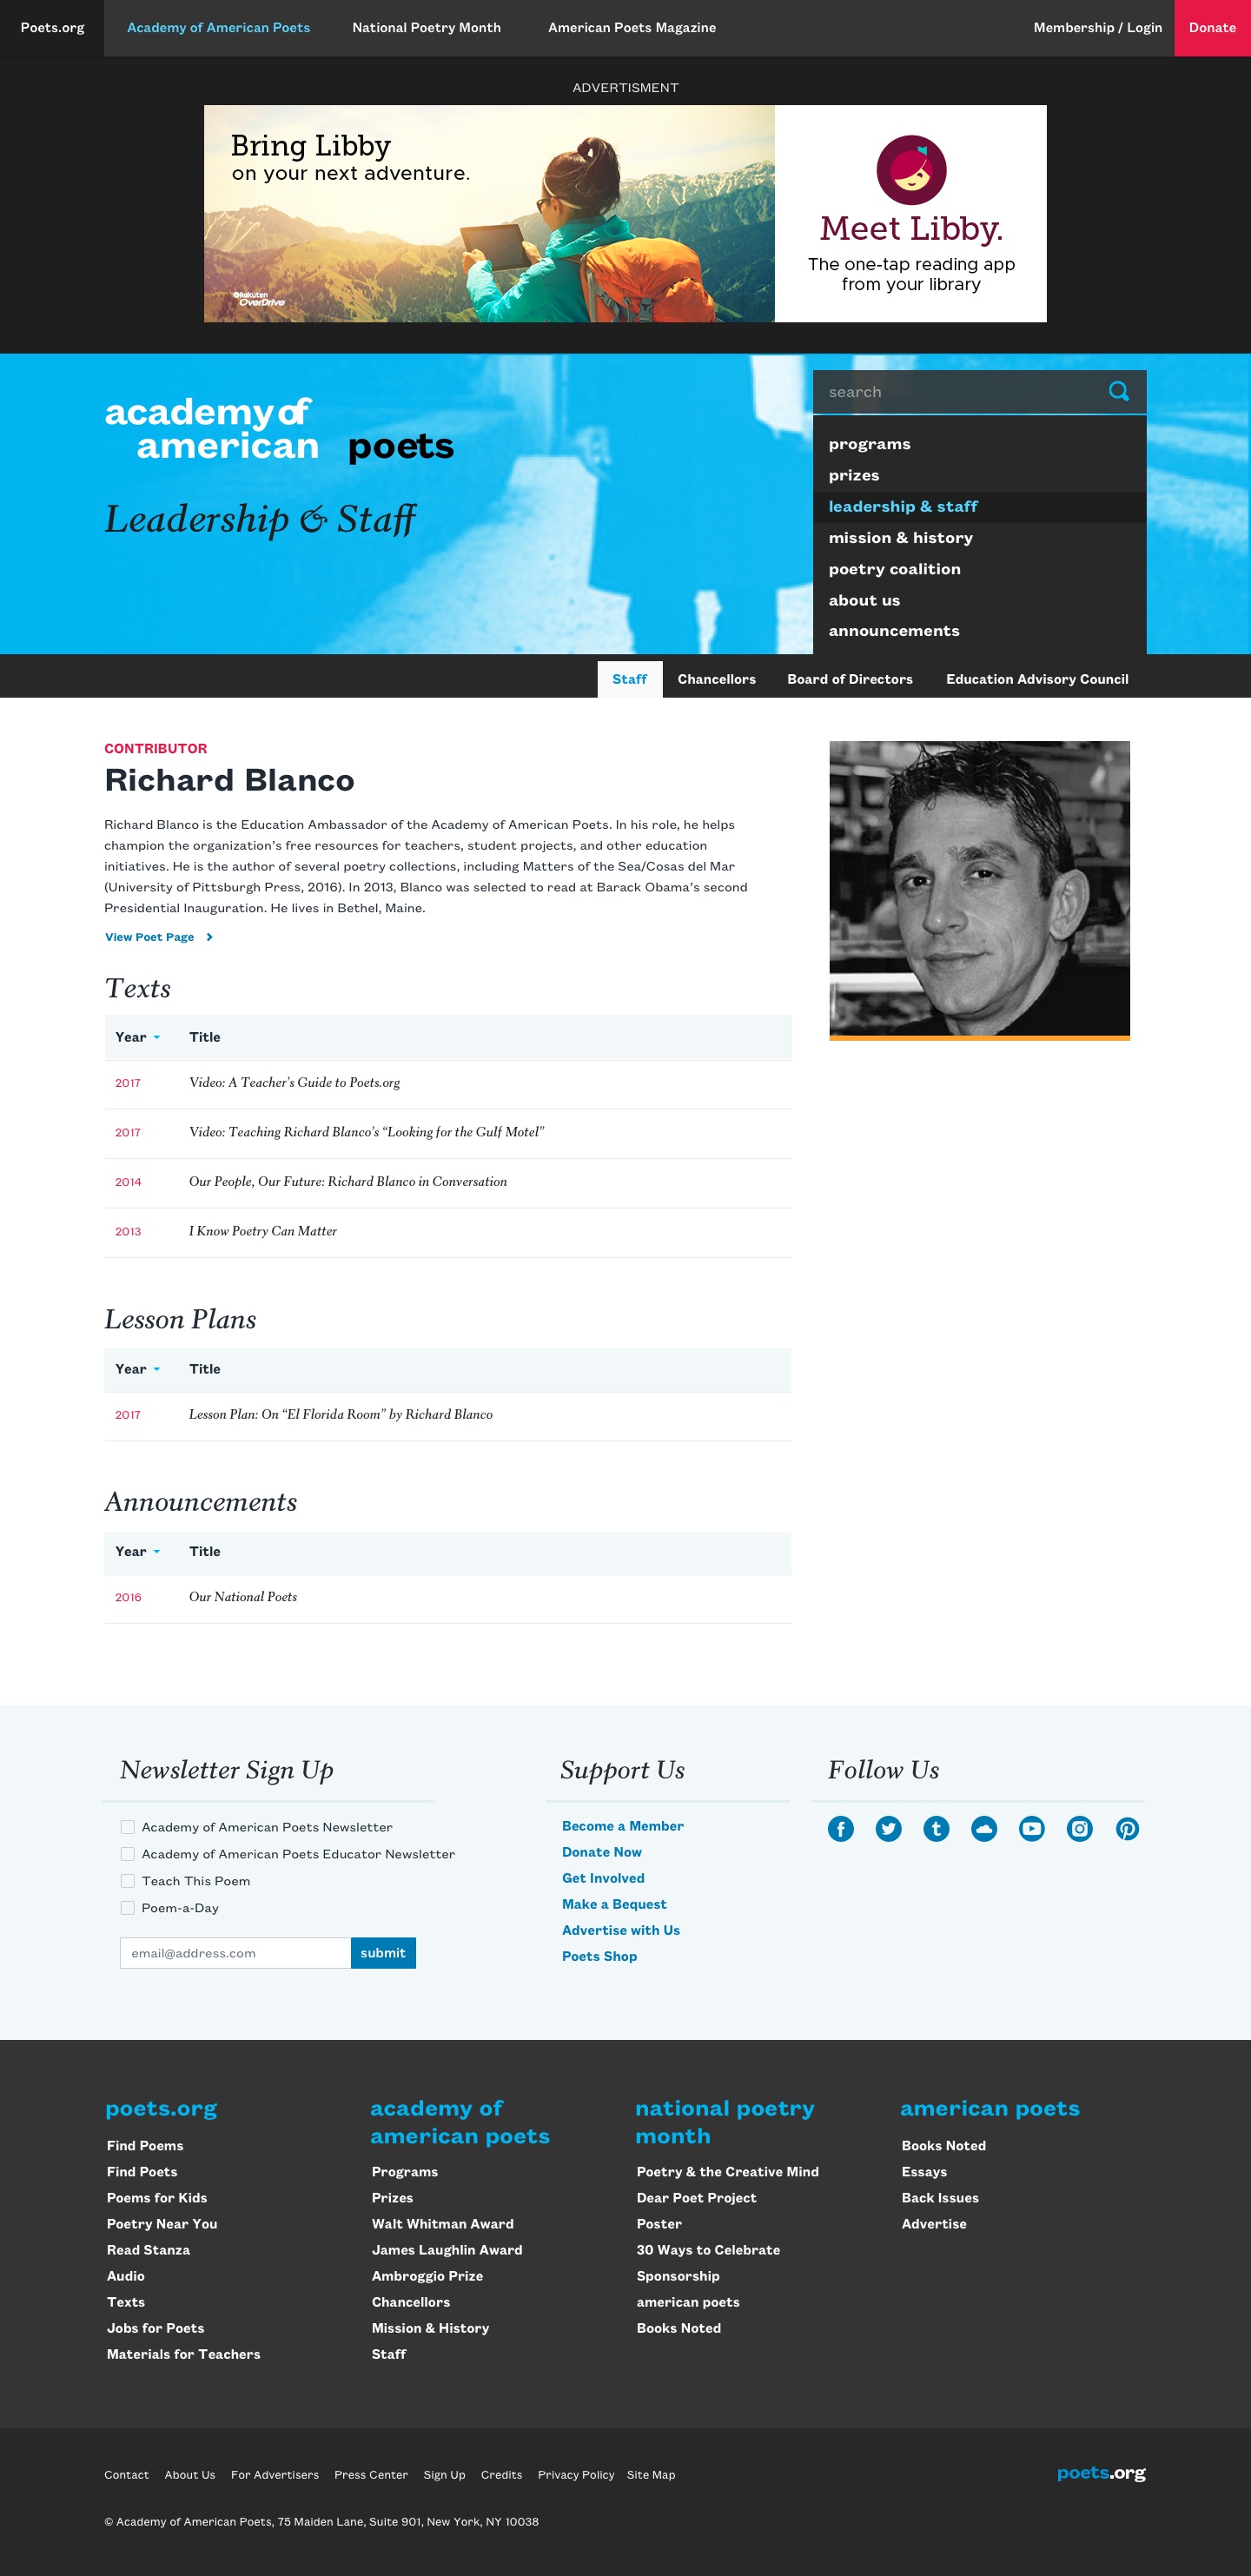 Poets.org
Academy of American Poets
National Poetry Month
American Poets Magazine
Membership / Login
Donate
ADVERTISMENT
Bring Libby
on your next adventure.
Rakuten
OverDrive
Meet Libby.
The one-tap reading app
from your library
academy of
american poets
Leadership & Staff
search
programs
prizes
leadership & staff
mission & history
poetry coalition
about us
announcements
Staff
Chancellors
Board of Directors
Education Advisory Council
CONTRIBUTOR
Richard Blanco
Richard Blanco is the Education Ambassador of the Academy of American Poets. In his role, he helps
champion the organization's free resources for teachers, student projects, and other education
initiatives. He is the author of several poetry collections, including Matters of the Sea/Cosas del Mar
(University of Pittsburgh Press, 2016). In 2013, Blanco was selected to read at Barack Obama's second
Presidential Inauguration. He lives in Bethel, Maine.
View Poet Page
Texts
Year Title
2017 Video: A Teacher's Guide to Poets.org
2017 Video: Teaching Richard Blanco's “Looking for the Gulf Motel”
2014 Our People, Our Future: Richard Blanco in Conversation
2013 I Know Poetry Can Matter
Lesson Plans
Year Title
2017 Lesson Plan: On “El Florida Room” by Richard Blanco
Announcements
Year Title
2016 Our National Poets
Newsletter Sign Up
Academy of American Poets Newsletter
Academy of American Poets Educator Newsletter
Teach This Poem
Poem-a-Day
email@address.com
submit
Support Us
Become a Member
Donate Now
Get Involved
Make a Bequest
Advertise with Us
Poets Shop
Follow Us
poets.org
Find Poems
Find Poets
Poems for Kids
Poetry Near You
Read Stanza
Audio
Texts
Jobs for Poets
Materials for Teachers
academy of
american poets
Programs
Prizes
Walt Whitman Award
James Laughlin Award
Ambroggio Prize
Chancellors
Mission & History
Staff
national poetry
month
Poetry & the Creative Mind
Dear Poet Project
Poster
30 Ways to Celebrate
Sponsorship
american poets
Books Noted
american poets
Books Noted
Essays
Back Issues
Advertise
Contact
About Us
For Advertisers
Press Center
Sign Up
Credits
Privacy Policy
Site Map
poets.org
© Academy of American Poets, 75 Maiden Lane, Suite 901, New York, NY 10038